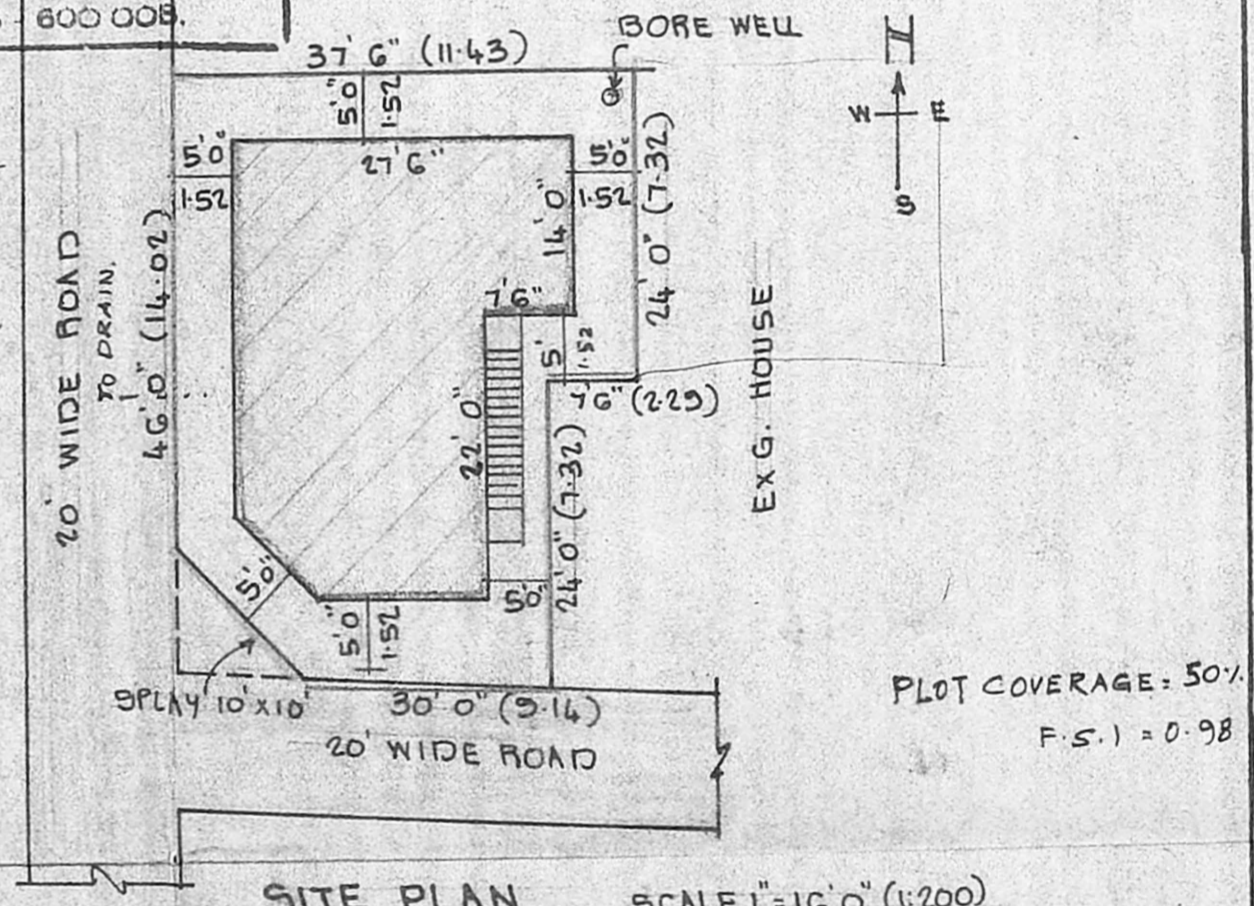 600 008.
BORE WELL
37' 6" (11·43)
N
W E
S
5'0" 1·52
27' 6"
5'0"
1·52
5'0"
1·52
14' 0"
24' 0" (7·32)
20' WIDE ROAD
TO DRAIN.
46' 0" (14·02)
7'6"
5' 1·52
7'6" (2·29)
EXG. HOUSE
22' 0"
24' 0" (7·32)
5'0"
5'0"
5'0" 1·52
SPLAY 10' X 10'
30' 0" (9·14)
20' WIDE ROAD
PLOT COVERAGE = 50%
F.S.I = 0·98
SITE PLAN SCALE 1" = 16' 0" (1:200)